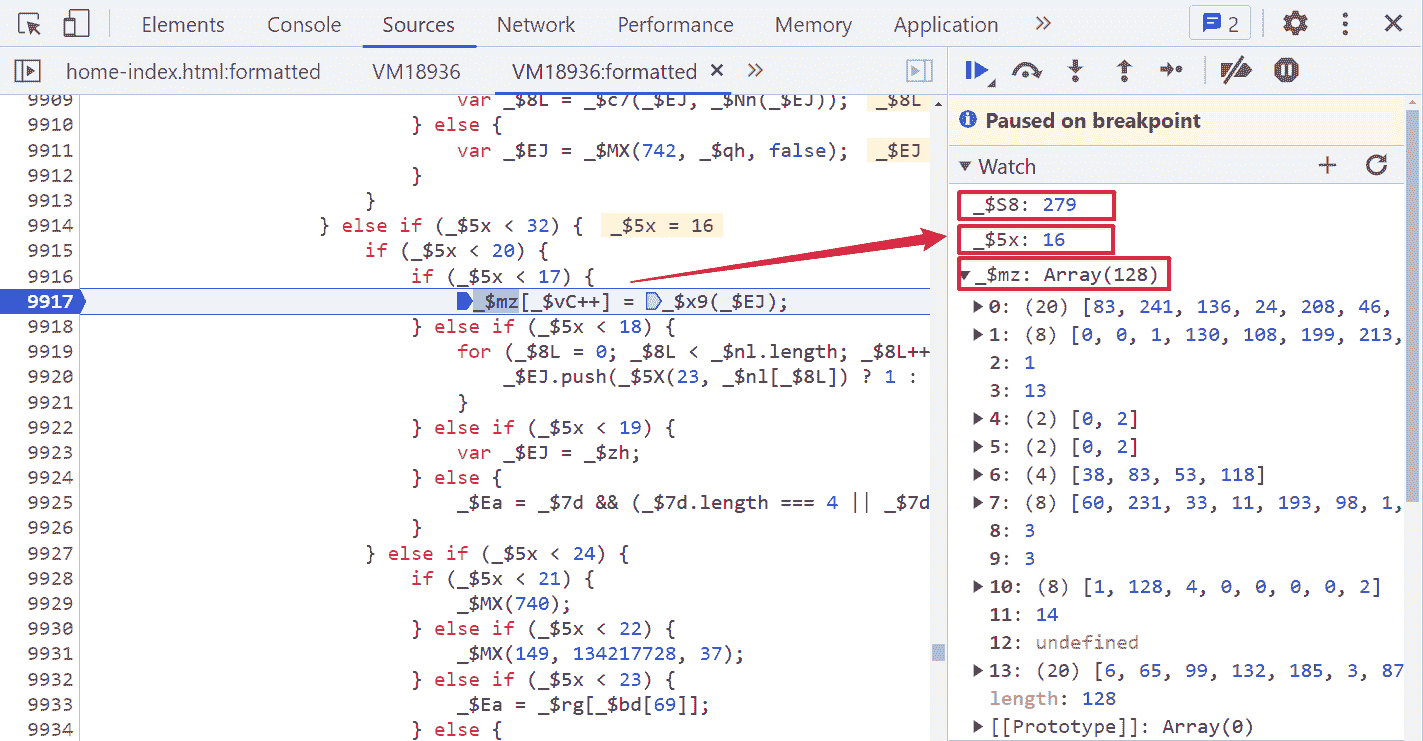 Elements Console Sources Network Performance Memory Application 2
home-index.html:formatted VM18936 VM18936:formatted
9909 var _$8L = _$c7(_$EJ, _$Nn(_$EJ)); _$8L
9910 } else {
9911 var _$EJ = _$MX(742, _$qh, false); _$EJ
9912 }
9913 }
9914 } else if (_$5x < 32) { _$5x = 16
9915 if (_$5x < 20) {
9916 if (_$5x < 17) {
9917 _$mz[_$vC++] = _$x9(_$EJ);
9918 } else if (_$5x < 18) {
9919 for (_$8L = 0; _$8L < _$nl.length; _$8L++
9920 _$EJ.push(_$5X(23, _$nl[_$8L]) ? 1 :
9921 }
9922 } else if (_$5x < 19) {
9923 var _$EJ = _$zh;
9924 } else {
9925 _$Ea = _$7d && (_$7d.length === 4 || _$7d
9926 }
9927 } else if (_$5x < 24) {
9928 if (_$5x < 21) {
9929 _$MX(740);
9930 } else if (_$5x < 22) {
9931 _$MX(149, 134217728, 37);
9932 } else if (_$5x < 23) {
9933 _$Ea = _$rg[_$bd[69]];
9934 } else {
Paused on breakpoint
Watch
_$S8: 279
_$5x: 16
_$mz: Array(128)
0: (20) [83, 241, 136, 24, 208, 46,
1: (8) [0, 0, 1, 130, 108, 199, 213,
2: 1
3: 13
4: (2) [0, 2]
5: (2) [0, 2]
6: (4) [38, 83, 53, 118]
7: (8) [60, 231, 33, 11, 193, 98, 1,
8: 3
9: 3
10: (8) [1, 128, 4, 0, 0, 0, 0, 2]
11: 14
12: undefined
13: (20) [6, 65, 99, 132, 185, 3, 87
length: 128
[[Prototype]]: Array(0)